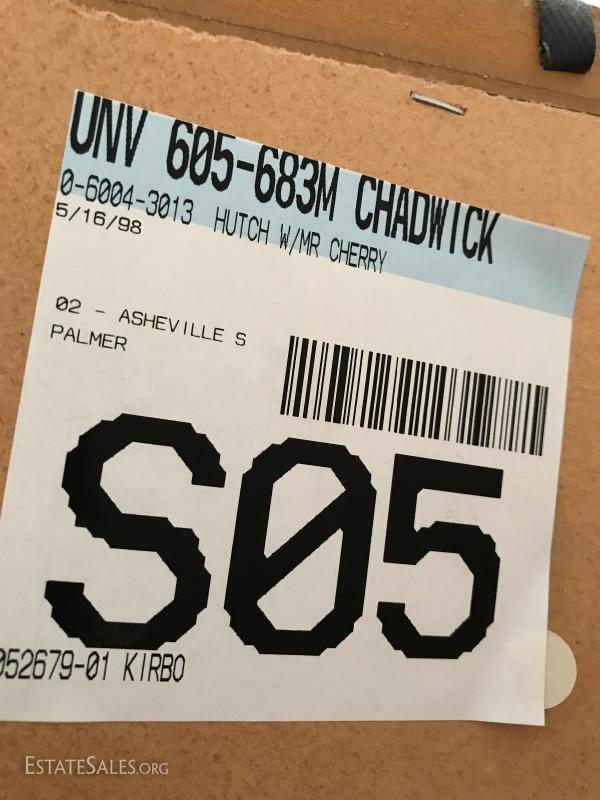 UNV 605-683M CHADWICK
0-6004-3013 HUTCH W/MR CHERRY
5/16/98
02 - ASHEVILLE S
PALMER
S05
052679-01 KIRBO
ESTATESALES.ORG